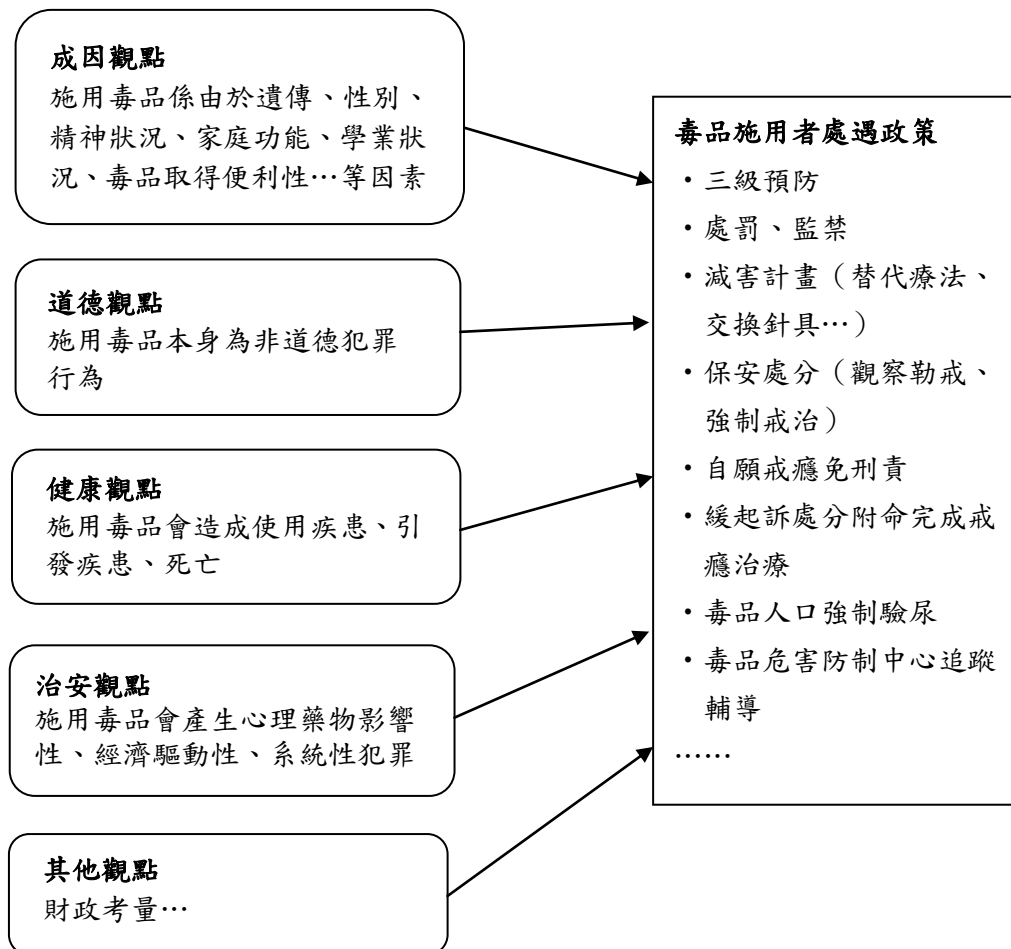 成因觀點
施用毒品係由於遺傳、性別、
精神狀況、家庭功能、學業狀
況、毒品取得便利性…等因素
道德觀點
施用毒品本身為非道德犯罪
行為
健康觀點
施用毒品會造成使用疾患、引
發疾患、死亡
治安觀點
施用毒品會產生心理藥物影響
性、經濟驅動性、系統性犯罪
其他觀點
財政考量…
毒品施用者處遇政策
・三級預防
・處罰、監禁
・減害計畫（替代療法、
交換針具…）
・保安處分（觀察勒戒、
強制戒治）
・自願戒癮免刑責
・緩起訴處分附命完成戒
癮治療
・毒品人口強制驗尿
・毒品危害防制中心追蹤
輔導
……